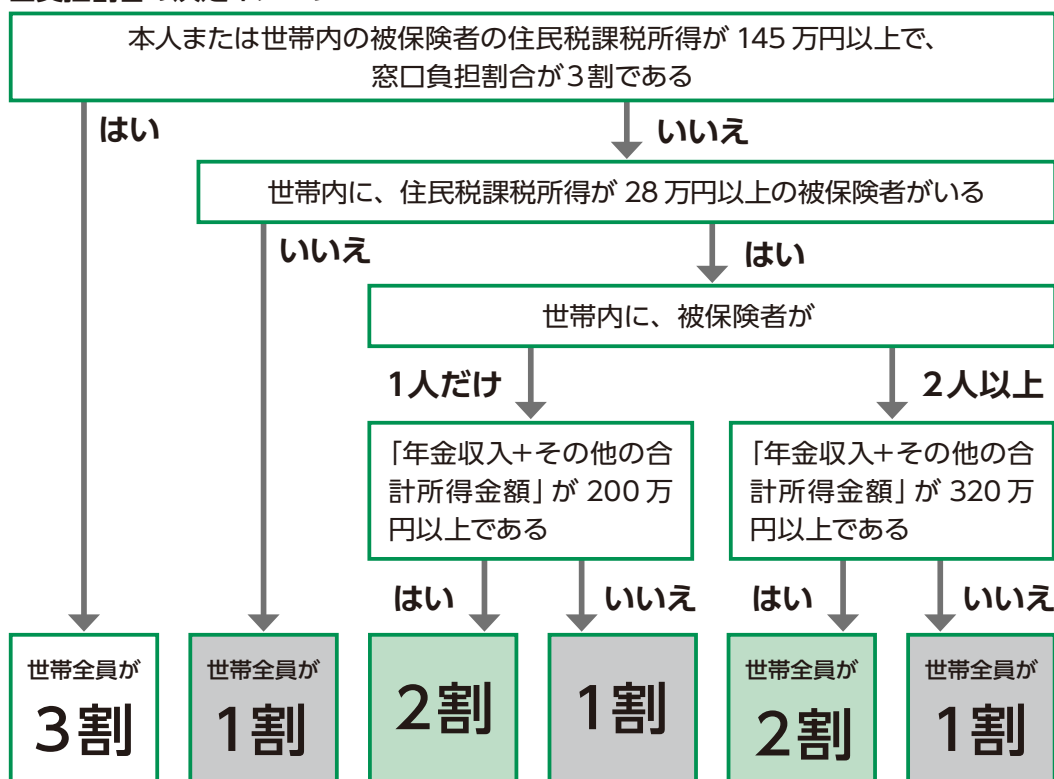 本人または世帯内の被保険者の住民税課税所得が 145 万円以上で、
窓口負担割合が3割である
はい
いいえ
世帯内に、住民税課税所得が 28 万円以上の被保険者がいる
いいえ
はい
世帯内に、被保険者が
1人だけ
2人以上
「年金収入+その他の合
計所得金額」が 200 万
円以上である
「年金収入+その他の合
計所得金額」が 320 万
円以上である
はい
いいえ
はい
いいえ
世帯全員が
3割
世帯全員が
1割
2割
1割
世帯全員が
2割
世帯全員が
1割